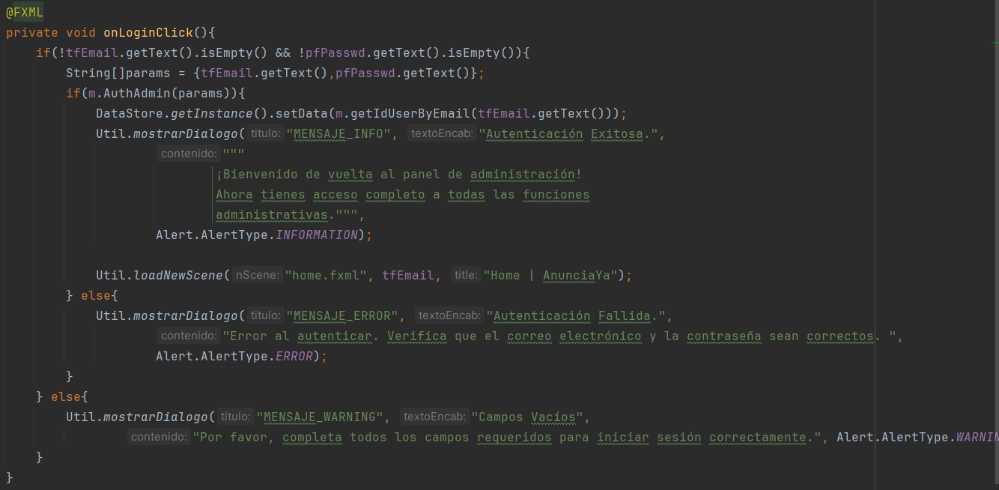 @FXML
private void onLoginClick(){
if(!tfEmail.getText().isEmpty() && !pfPasswd.getText().isEmpty()){
String[]params = {tfEmail.getText(),pfPasswd.getText()};
if(m.AuthAdmin(params)){
DataStore.getInstance().setData(m.getIdUserByEmail(tfEmail.getText()));
Util.mostrarDialogo( titulo: "MENSAJE_INFO", textoEncab: "Autenticación Exitosa.",
contenido: """
¡Bienvenido de vuelta al panel de administración!
Ahora tienes acceso completo a todas las funciones
administrativas.""",
Alert.AlertType.INFORMATION);
Util.loadNewScene( nScene: "home.fxml", tfEmail, title: "Home | AnunciaYa");
} else{
Util.mostrarDialogo( titulo: "MENSAJE_ERROR", textoEncab: "Autenticación Fallida.",
contenido: "Error al autenticar. Verifica que el correo electrónico y la contraseña sean correctos. ",
Alert.AlertType.ERROR);
}
} else{
Util.mostrarDialogo( titulo: "MENSAJE_WARNING", textoEncab: "Campos Vacíos",
contenido: "Por favor, completa todos los campos requeridos para iniciar sesión correctamente.", Alert.AlertType.WARNIN
}
}